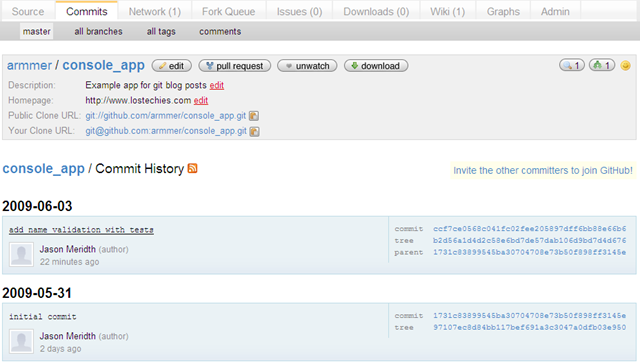 Source Commits Network (1) Fork Queue Issues (0) Downloads (0) Wiki (1) Graphs Admin
master all branches all tags comments
armmer / console_app edit pull request unwatch download 1 1
Description: Example app for git blog posts edit
Homepage: http://www.lostechies.com edit
Public Clone URL: git://github.com/armmer/console_app.git
Your Clone URL: git@github.com:armmer/console_app.git
console_app / Commit History
Invite the other committers to join GitHub!
2009-06-03
add name validation with tests
Jason Meridth (author)
22 minutes ago
commit ccf7ce0568c041fc02fee205897dff6bb88e66b6
tree b2d56a1d4d2c58e6bd7de57dab106d9bd7d4d676
parent 1731c83899545ba30704708e73b50f898ff3145e
2009-05-31
initial commit
Jason Meridth (author)
2 days ago
commit 1731c83899545ba30704708e73b50f898ff3145e
tree 97107ec8d84bb117bef691a3c3047a0dfb03e950